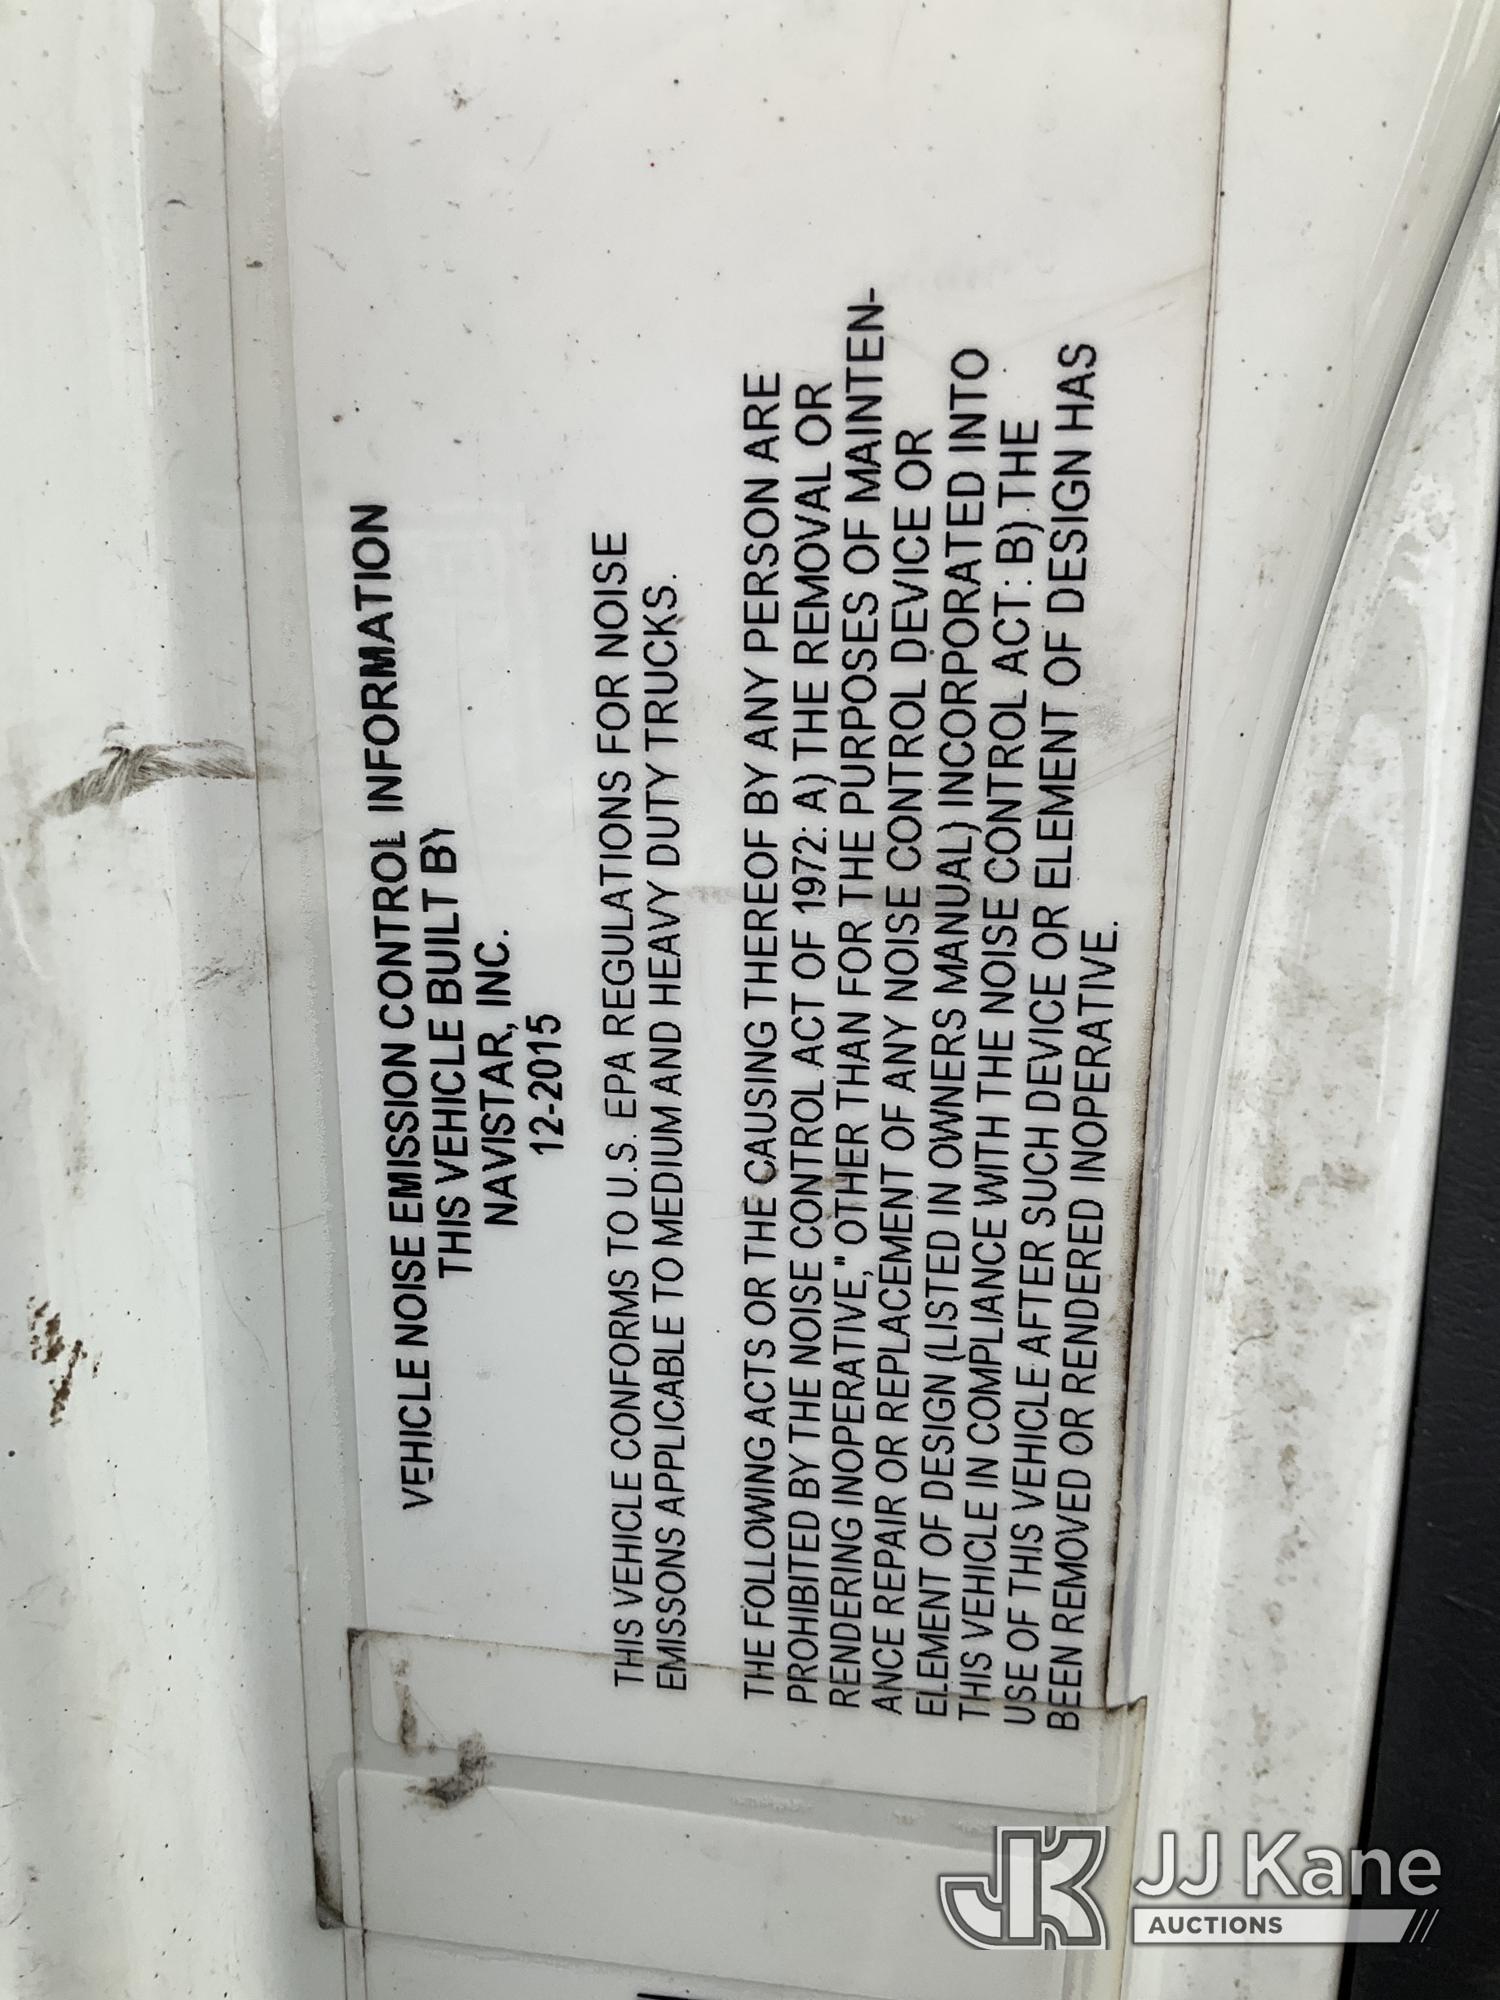 VEHICLE NOISE EMISSION CONTROL INFORMATION
THIS VEHICLE BUILT BY
NAVISTAR, INC.
12-2015
THIS VEHICLE CONFORMS TO U.S. EPA REGULATIONS FOR NOISE
EMISSONS APPLICABLE TO MEDIUM AND HEAVY DUTY TRUCKS.
THE FOLLOWING ACTS OR THE CAUSING THEREOF BY ANY PERSON ARE
PROHIBITED BY THE NOISE CONTROL ACT OF 1972: A) THE REMOVAL OR
RENDERING INOPERATIVE," OTHER THAN FOR THE PURPOSES OF MAINTEN-
ANCE REPAIR OR REPLACEMENT OF ANY NOISE CONTROL DEVICE OR
ELEMENT OF DESIGN (LISTED IN OWNERS MANUAL) INCORPORATED INTO
THIS VEHICLE IN COMPLIANCE WITH THE NOISE CONTROL ACT: B) THE
USE OF THIS VEHICLE AFTER SUCH DEVICE OR ELEMENT OF DESIGN HAS
BEEN REMOVED OR RENDERED INOPERATIVE.
JK JJ Kane
AUCTIONS